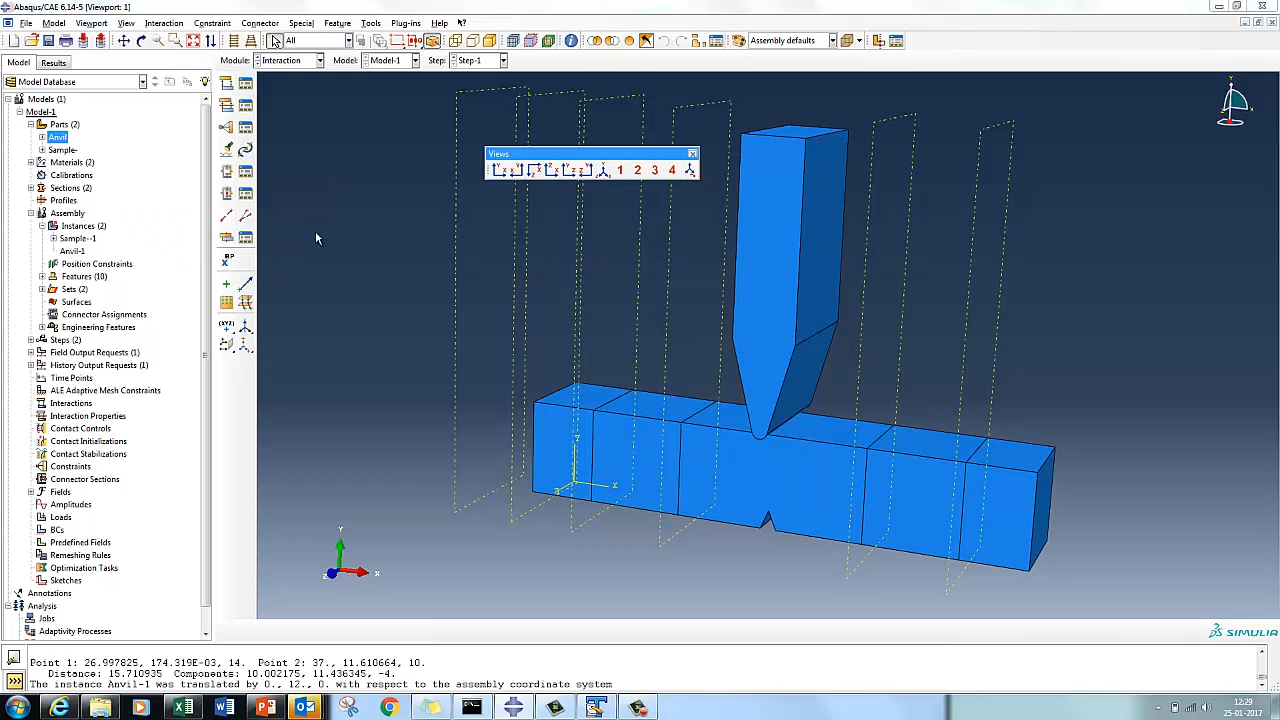 Abaqus/CAE 6.14-5 [Viewport: 1]
File Model Viewport View Interaction Constraint Connector Special Feature Tools Plug-ins Help
All
Assembly defaults
Model Results
Module: Interaction Model: Model-1 Step: Step-1
Model Database
Models (1)
Model-1
Parts (2)
Anvil
Sample-
Materials (2)
Calibrations
Sections (2)
Profiles
Assembly
Instances (2)
Sample--1
Anvil-1
Position Constraints
Features (10)
Sets (2)
Surfaces
Connector Assignments
Engineering Features
Steps (2)
Field Output Requests (1)
History Output Requests (1)
Time Points
ALE Adaptive Mesh Constraints
Interactions
Interaction Properties
Contact Controls
Contact Initializations
Contact Stabilizations
Constraints
Connector Sections
Fields
Amplitudes
Loads
BCs
Predefined Fields
Remeshing Rules
Optimization Tasks
Sketches
Annotations
Analysis
Jobs
Adaptivity Processes
RP
(XYZ)
Views
1 2 3 4
Y
X
Z
Y
X
Z
SIMULIA
Point 1: 26.997825, 174.319E-03, 14. Point 2: 37., 11.610664, 10.
Distance: 15.710935 Components: 10.002175, 11.436345, -4.
The instance Anvil-1 was translated by 0., 12., 0. with respect to the assembly coordinate system
12:29
25-01-2017